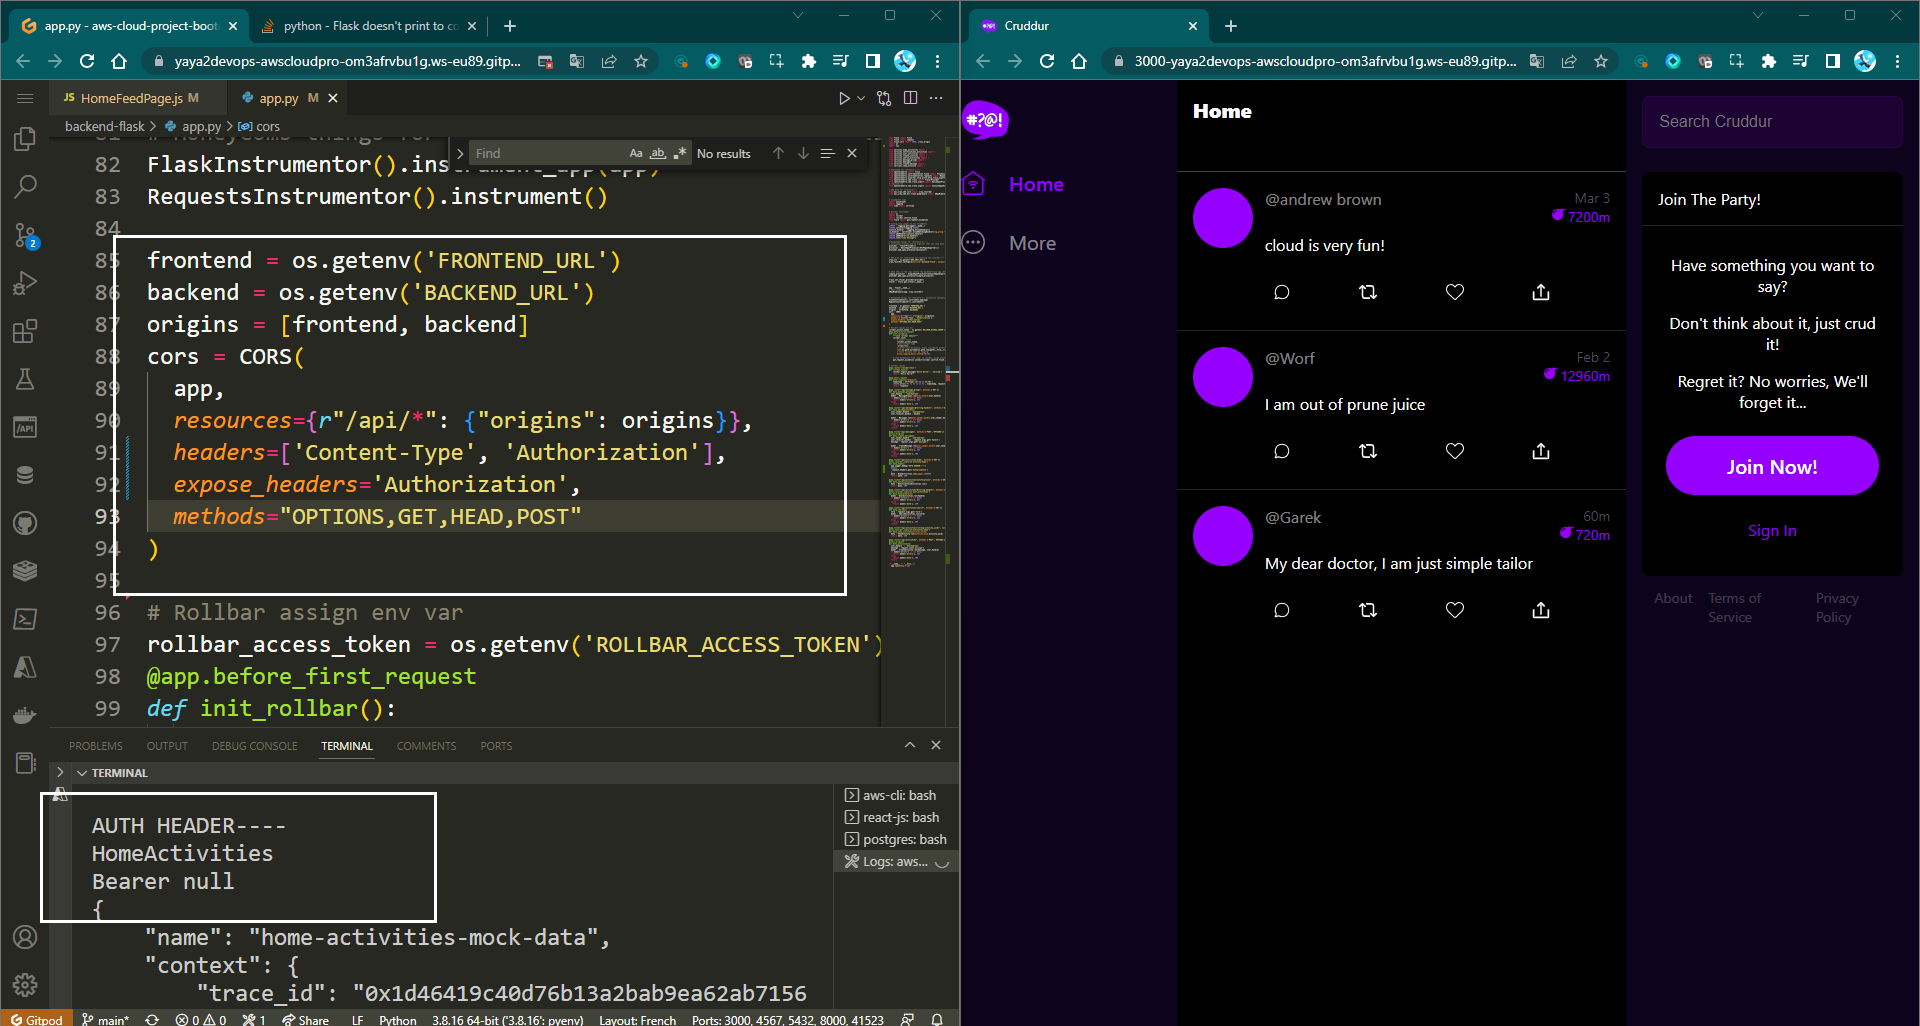 app.py - aws-cloud-project-boot
python - Flask doesn't print to co
yaya2devops-awscloudpro-om3afrvbu1g.ws-eu89.gitp...
JS HomeFeedPage.js M
app.py M
backend-flask > app.py > cors
Find
Aa ab .* No results
82 FlaskInstrumentor().instrument_app(app)
83 RequestsInstrumentor().instrument()
84
85 frontend = os.getenv('FRONTEND_URL')
86 backend = os.getenv('BACKEND_URL')
87 origins = [frontend, backend]
88 cors = CORS(
89 app,
90 resources={r"/api/*": {"origins": origins}},
91 headers=['Content-Type', 'Authorization'],
92 expose_headers='Authorization',
93 methods="OPTIONS,GET,HEAD,POST"
94 )
95
96 # Rollbar assign env var
97 rollbar_access_token = os.getenv('ROLLBAR_ACCESS_TOKEN')
98 @app.before_first_request
99 def init_rollbar():
2
/API
PROBLEMS OUTPUT DEBUG CONSOLE TERMINAL COMMENTS PORTS
TERMINAL
AUTH HEADER----
HomeActivities
Bearer null
{
"name": "home-activities-mock-data",
"context": {
"trace_id": "0x1d46419c40d76b13a2bab9ea62ab7156
aws-cli: bash
react-js: bash
postgres: bash
Logs: aws...
Gitpod main* 0 0 1 Share LF Python 3.8.16 64-bit ('3.8.16': pyenv) Layout: French Ports: 3000, 4567, 5432, 8000, 41523
Cruddur
3000-yaya2devops-awscloudpro-om3afrvbu1g.ws-eu89.gitp...
#?@!
Home
More
Home
@andrew brown
Mar 3
7200m
cloud is very fun!
@Worf
Feb 2
12960m
I am out of prune juice
@Garek
60m
720m
My dear doctor, I am just simple tailor
Search Cruddur
Join The Party!
Have something you want to
say?
Don't think about it, just crud
it!
Regret it? No worries, We'll
forget it...
Join Now!
Sign In
About
Terms of
Service
Privacy
Policy